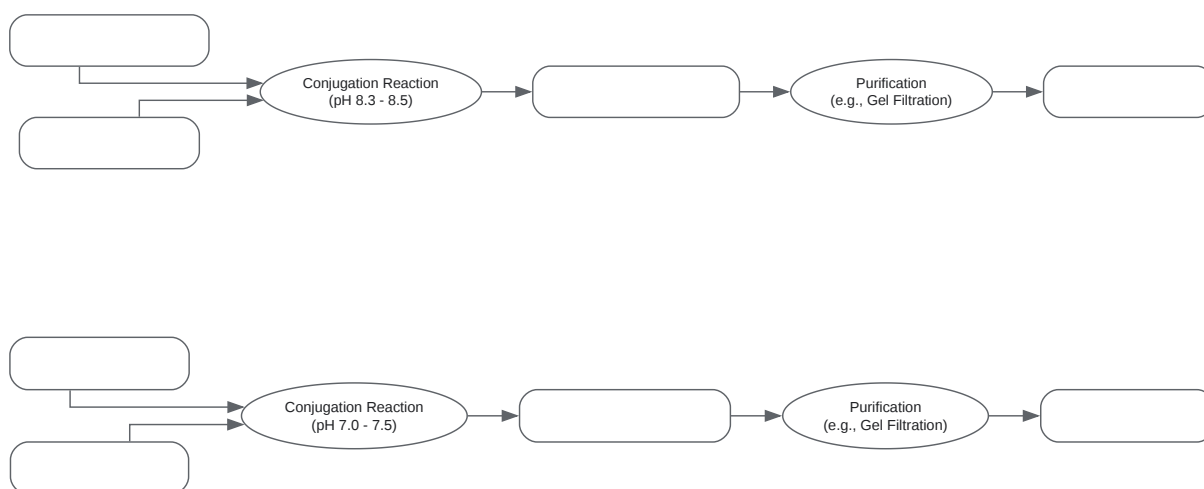 Conjugation Reaction
(pH 8.3 - 8.5)
Purification
(e.g., Gel Filtration)
Conjugation Reaction
(pH 7.0 - 7.5)
Purification
(e.g., Gel Filtration)